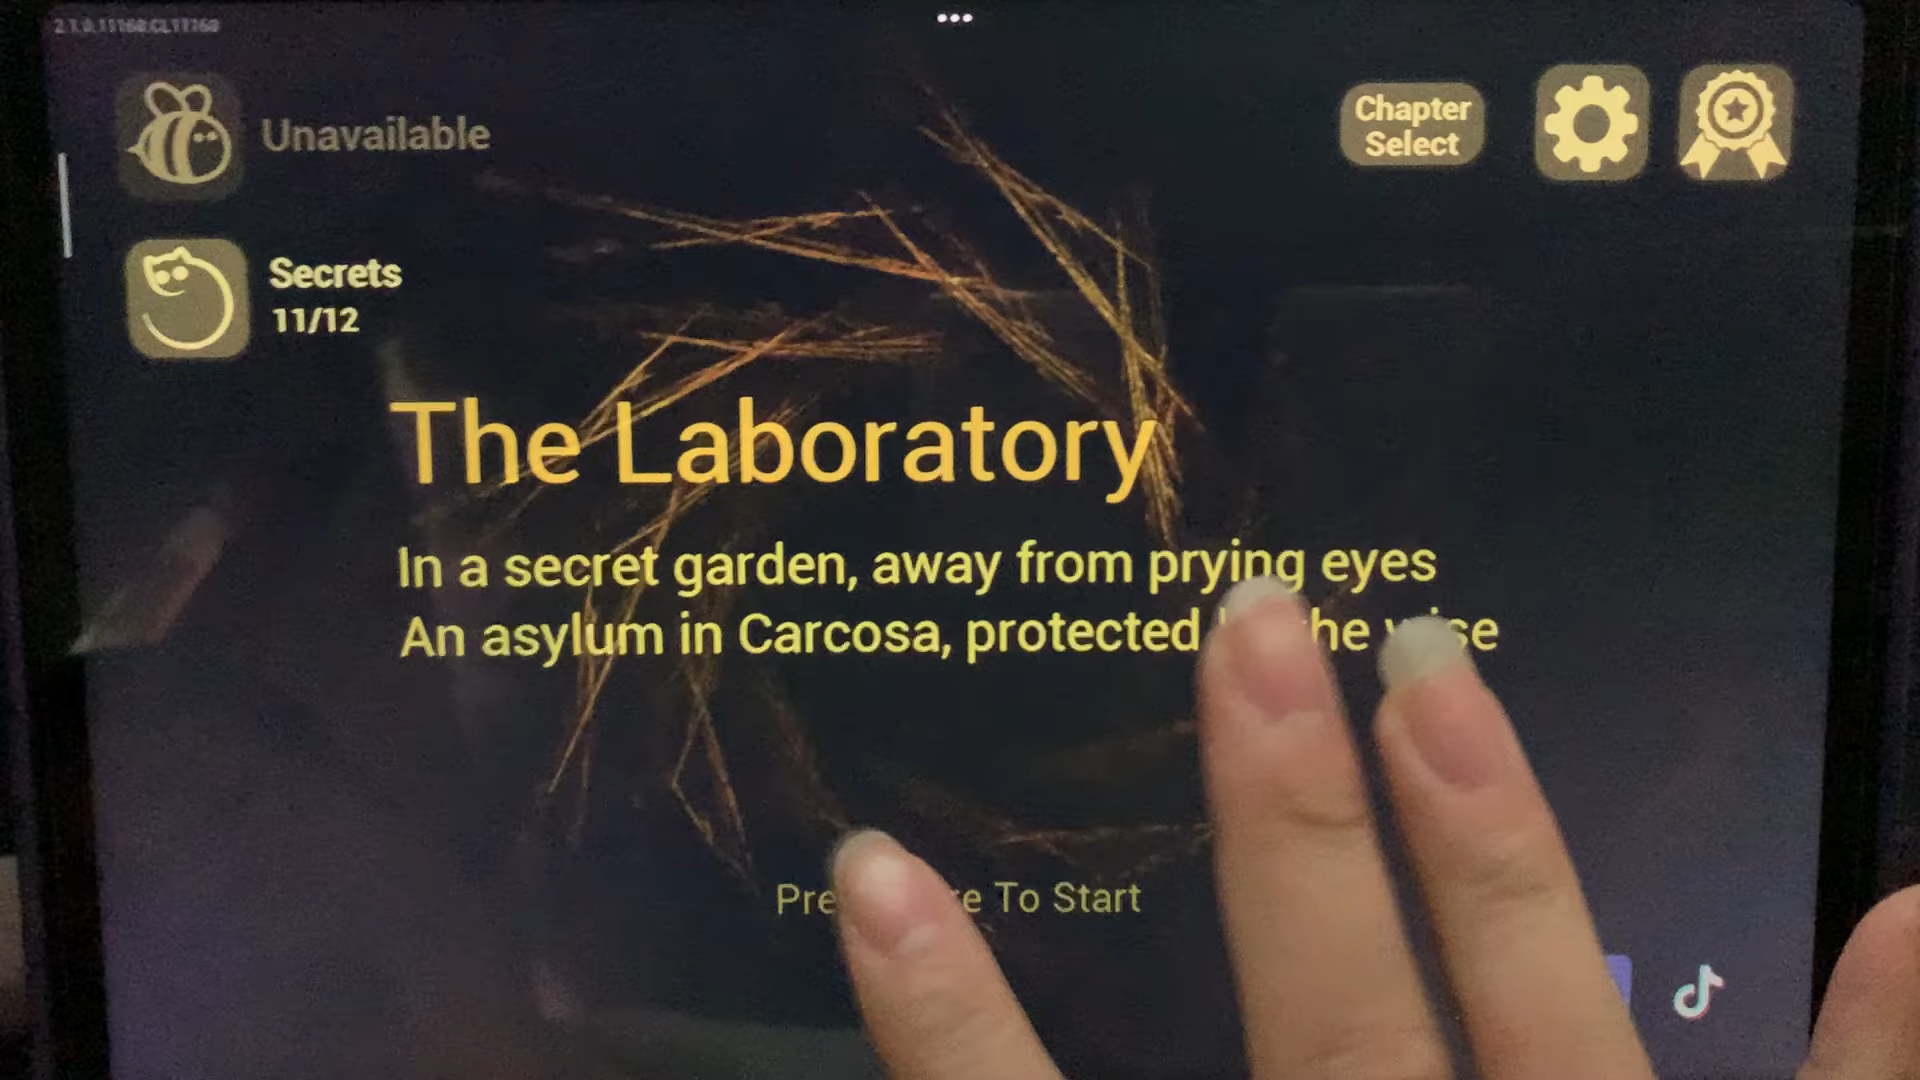 Unavailable
Chapter
Select
Secrets
11/12
The Laboratory
In a secret garden, away from prying eyes
An asylum in Carcosa, protected the
To Start